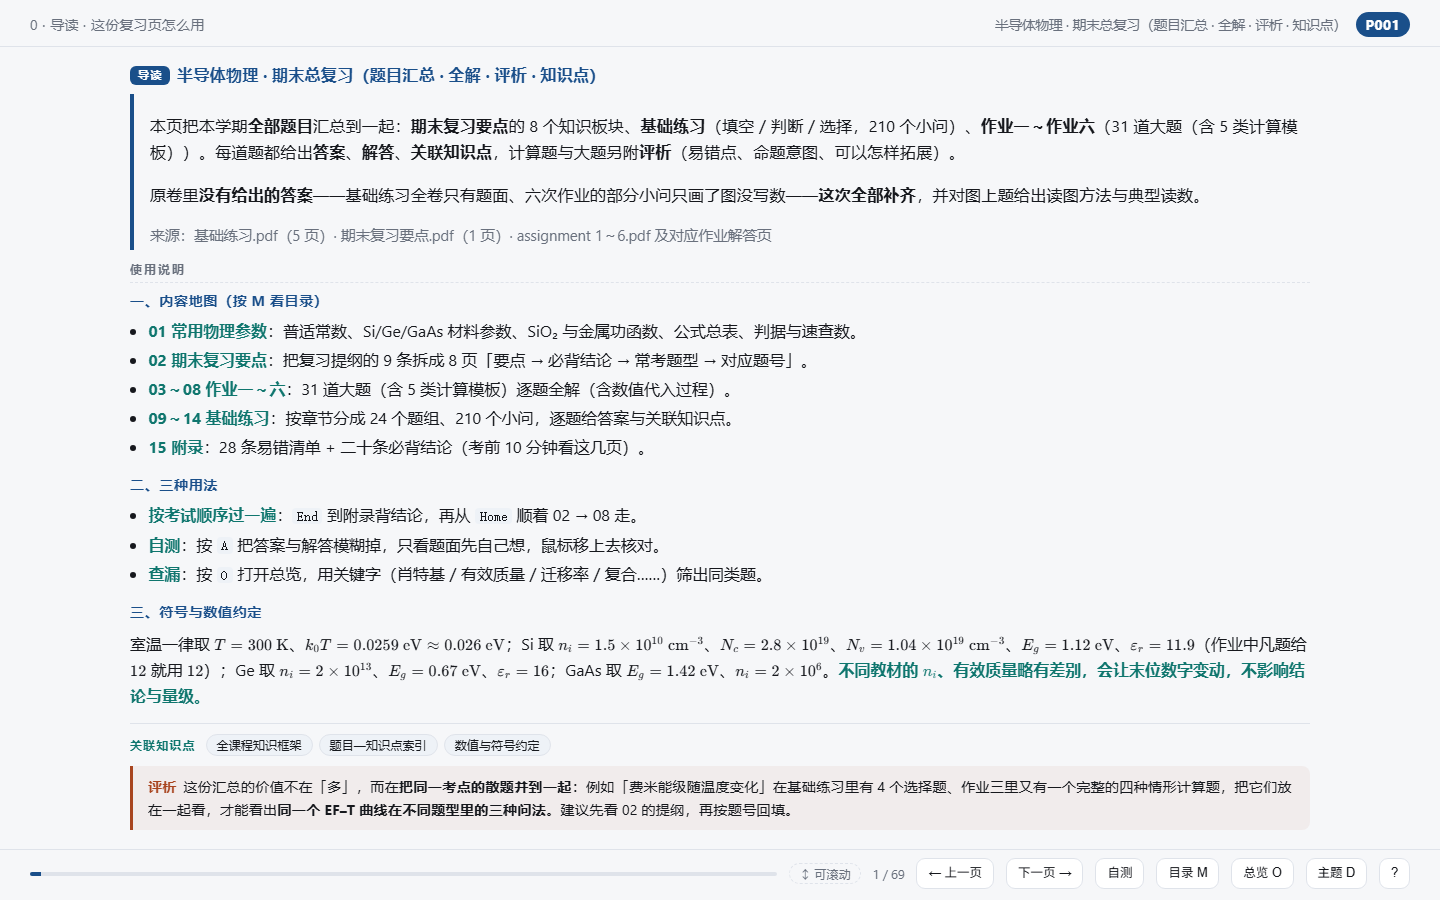 0 · 导读 · 这份复习页怎么用
半导体物理 · 期末总复习（题目汇总 · 全解 · 评析 · 知识点） P001
导读 半导体物理 · 期末总复习（题目汇总 · 全解 · 评析 · 知识点）
本页把本学期全部题目汇总到一起：期末复习要点的 8 个知识板块、基础练习（填空 / 判断 / 选择，210 个小问）、作业一～作业六（31 道大题（含 5 类计算模
板））。每道题都给出答案、解答、关联知识点，计算题与大题另附评析（易错点、命题意图、可以怎样拓展）。
原卷里没有给出的答案——基础练习全卷只有题面、六次作业的部分小问只画了图没写数——这次全部补齐，并对图上题给出读图方法与典型读数。
来源：基础练习.pdf（5 页）· 期末复习要点.pdf（1 页）· assignment 1～6.pdf 及对应作业解答页
使用说明
一、内容地图（按 M 看目录）
• 01 常用物理参数：普适常数、Si/Ge/GaAs 材料参数、SiO₂ 与金属功函数、公式总表、判据与速查数。
• 02 期末复习要点：把复习提纲的 9 条拆成 8 页「要点 → 必背结论 → 常考题型 → 对应题号」。
• 03～08 作业一～六：31 道大题（含 5 类计算模板）逐题全解（含数值代入过程）。
• 09～14 基础练习：按章节分成 24 个题组、210 个小问，逐题给答案与关联知识点。
• 15 附录：28 条易错清单 + 二十条必背结论（考前 10 分钟看这几页）。
二、三种用法
• 按考试顺序过一遍：End 到附录背结论，再从 Home 顺着 02 → 08 走。
• 自测：按 A 把答案与解答模糊掉，只看题面先自己想，鼠标移上去核对。
• 查漏：按 O 打开总览，用关键字（肖特基 / 有效质量 / 迁移率 / 复合……）筛出同类题。
三、符号与数值约定
室温一律取 T = 300 K、k₀T = 0.0259 eV ≈ 0.026 eV；Si 取 nᵢ = 1.5 × 10¹⁰ cm⁻³、N_c = 2.8 × 10¹⁹、N_v = 1.04 × 10¹⁹ cm⁻³、E_g = 1.12 eV、εᵣ = 11.9（作业中凡题给
12 就用 12）；Ge 取 nᵢ = 2 × 10¹³、E_g = 0.67 eV、εᵣ = 16；GaAs 取 E_g = 1.42 eV、nᵢ = 2 × 10⁶。不同教材的 nᵢ、有效质量略有差别，会让末位数字变动，不影响结
论与量级。
关联知识点 全课程知识框架 题目—知识点索引 数值与符号约定
评析 这份汇总的价值不在「多」，而在把同一考点的散题并到一起：例如「费米能级随温度变化」在基础练习里有 4 个选择题、作业三里又有一个完整的四种情形计算题，把它们放
在一起看，才能看出同一个 EF–T 曲线在不同题型里的三种问法。建议先看 02 的提纲，再按题号回填。
↕ 可滚动 1 / 69 ← 上一页 下一页 → 自测 目录 M 总览 O 主题 D ?